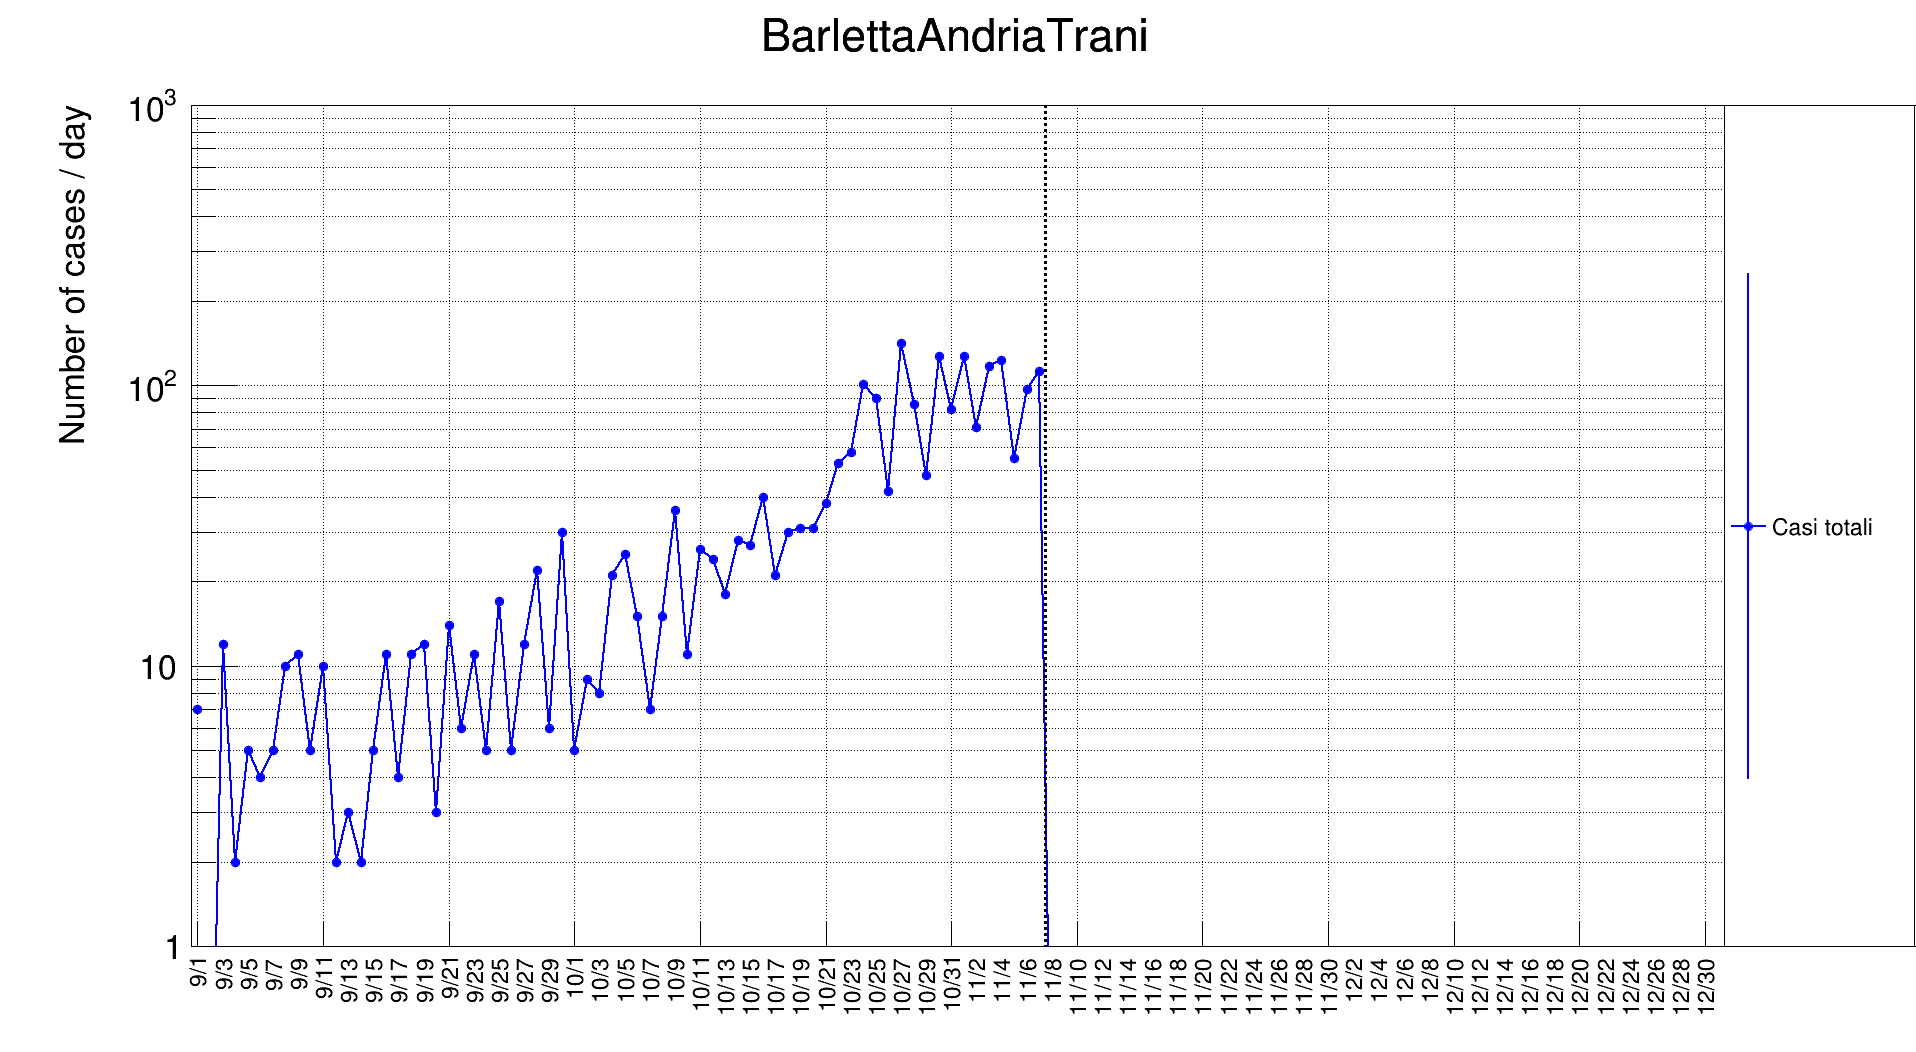 BarlettaAndriaTrani
Number of cases / day
10³
10²
10
1
9/1 9/3 9/5 9/7 9/9 9/11 9/13 9/15 9/17 9/19 9/21 9/23 9/25 9/27 9/29 10/1 10/3 10/5 10/7 10/9 10/11 10/13 10/15 10/17 10/19 10/21 10/23 10/25 10/27 10/29 10/31 11/2 11/4 11/6 11/8 11/10 11/12 11/14 11/16 11/18 11/20 11/22 11/24 11/26 11/28 11/30 12/2 12/4 12/6 12/8 12/10 12/12 12/14 12/16 12/18 12/20 12/22 12/24 12/26 12/28 12/30
Casi totali